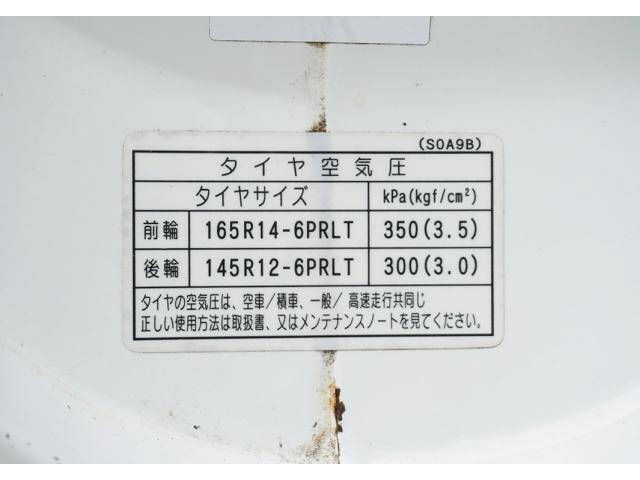 (S0A9B)
タイヤ空気圧
タイヤサイズ kPa(kgf/cm²)
前輪 165R14-6PRLT 350(3.5)
後輪 145R12-6PRLT 300(3.0)
タイヤの空気圧は、空車/積車、一般/高速走行共同じ
正しい使用方法は取扱書、又はメンテナンスノートを見てください。